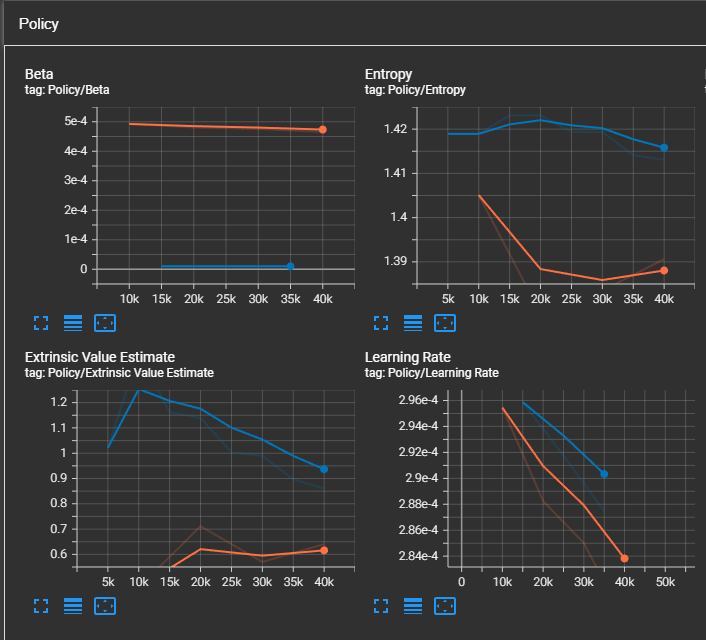 Policy
Beta
tag: Policy/Beta
5e-4
4e-4
3e-4
2e-4
1e-4
0
10k 15k 20k 25k 30k 35k 40k
Entropy
tag: Policy/Entropy
1.42
1.41
1.4
1.39
5k 10k 15k 20k 25k 30k 35k 40k
Extrinsic Value Estimate
tag: Policy/Extrinsic Value Estimate
1.2
1.1
1
0.9
0.8
0.7
0.6
5k 10k 15k 20k 25k 30k 35k 40k
Learning Rate
tag: Policy/Learning Rate
2.96e-4
2.94e-4
2.92e-4
2.9e-4
2.88e-4
2.86e-4
2.84e-4
0 10k 20k 30k 40k 50k